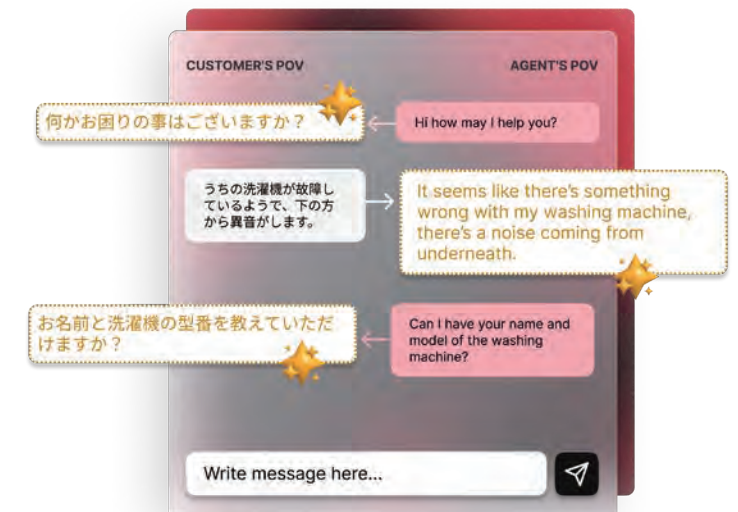 CUSTOMER'S POV
AGENT'S POV
何かお困りの事はございますか？
Hi how may I help you?
うちの洗濯機が故障し
ているようで、下の方
から異音がします。
It seems like there's something
wrong with my washing machine,
there's a noise coming from
underneath.
お名前と洗濯機の型番を教えていただ
けますか？
Can I have your name and
model of the washing
machine?
Write message here...